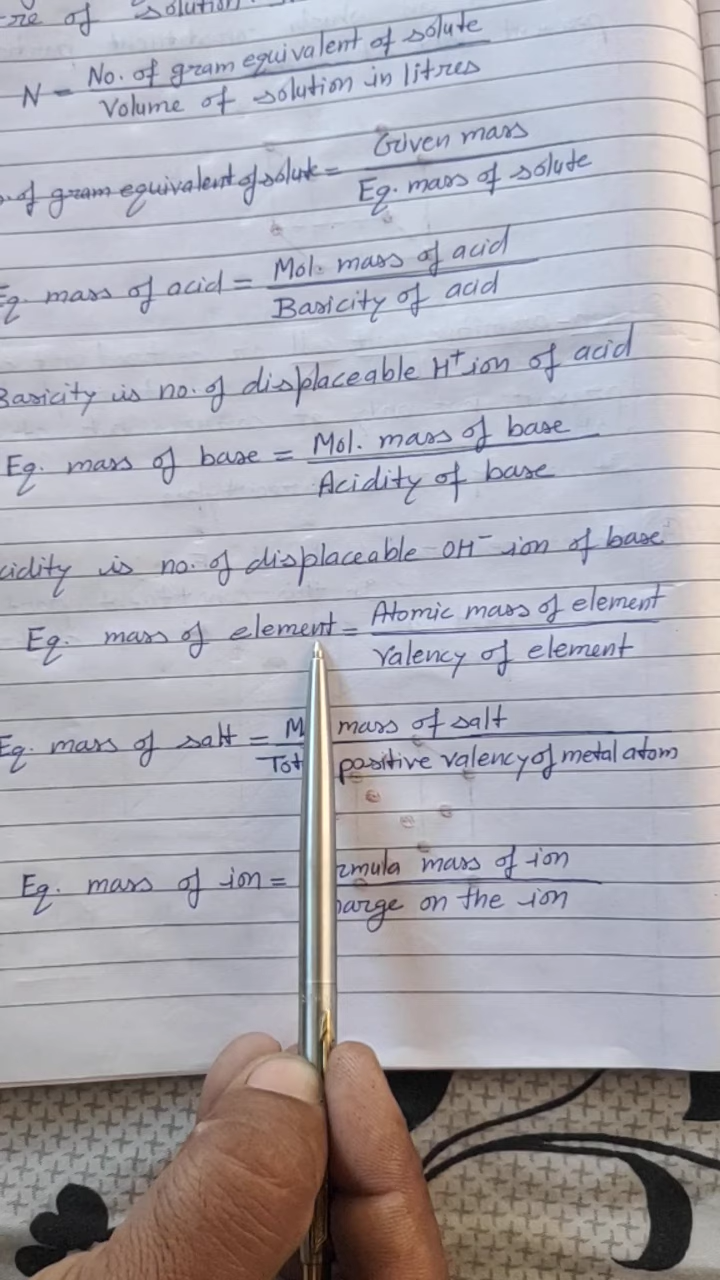 re of solution.
N = No. of gram equivalent of solute
Volume of solution in litres
. of gram equivalent of solute = Given mass
Eq. mass of solute
Eq. mass of acid = Mol. mass of acid
Basicity of acid
Basicity is no. of displaceable H⁺ ion of acid
Eq. mass of base = Mol. mass of base
Acidity of base
cidity is no. of displaceable OH⁻ ion of base
Eq. mass of element = Atomic mass of element
Valency of element
Eq. mass of salt = M mass of salt
Tot positive valency of metal atom
Eq. mass of ion = rmula mass of ion
harge on the ion